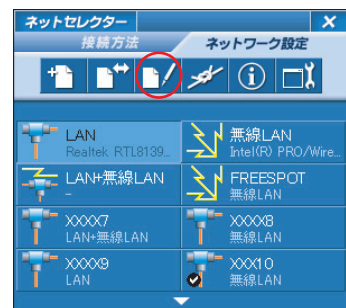 ネットセレクター
接続方法
ネットワーク設定
LAN
Realtek RTL8139...
無線LAN
Intel(R) PRO/Wire...
LAN+無線LAN
-
FREESPOT
無線LAN
XXXX7
LAN+無線LAN
XXXX8
無線LAN
XXXX9
LAN
XXX10
無線LAN